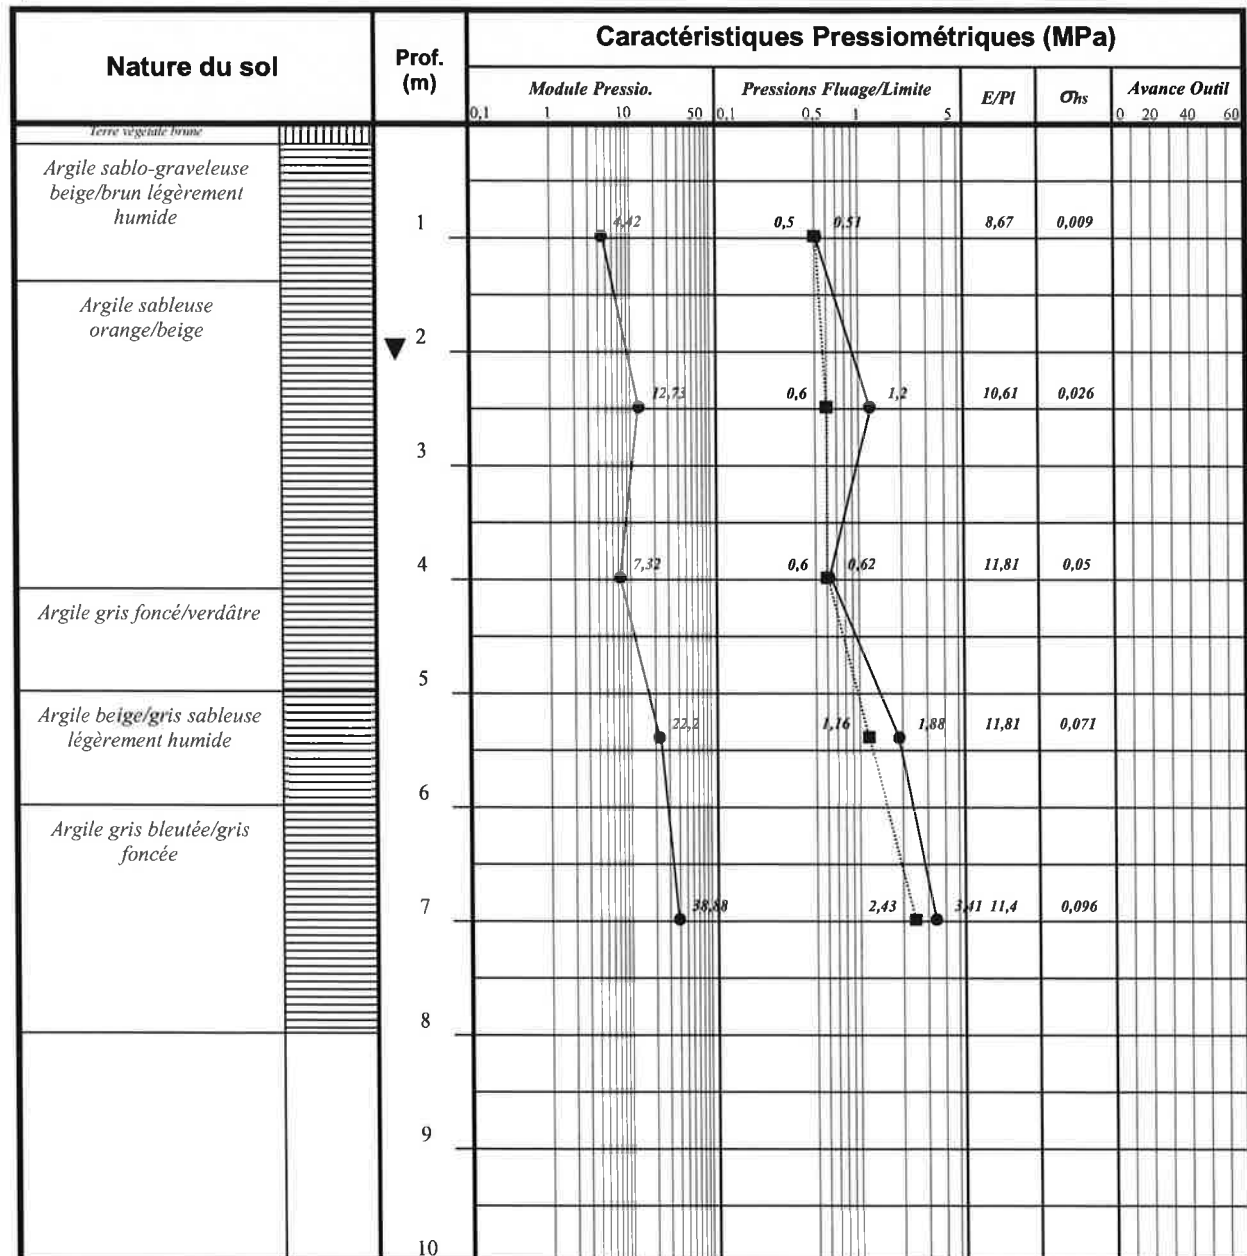 Nature du sol
Prof.
(m)
Caractéristiques Pressiométriques (MPa)
Module Pressio.
Pressions Fluage/Limite
E/Pl
σhs
Avance Outil
0,1 1 10 50
0,1 0,5 1 5
0 20 40 60
Terre végétale brune
Argile sablo-graveleuse
beige/brun légèrement
humide
1
4,42
0,5
0,51
8,67
0,009
Argile sableuse
orange/beige
2
12,73
0,6
1,2
10,61
0,026
3
4
7,32
0,6
0,62
11,81
0,05
Argile gris foncé/verdâtre
5
Argile beige/gris sableuse
légèrement humide
22,2
1,16
1,88
11,81
0,071
6
Argile gris bleutée/gris
foncée
7
38,88
2,43
3,41
11,4
0,096
8
9
10